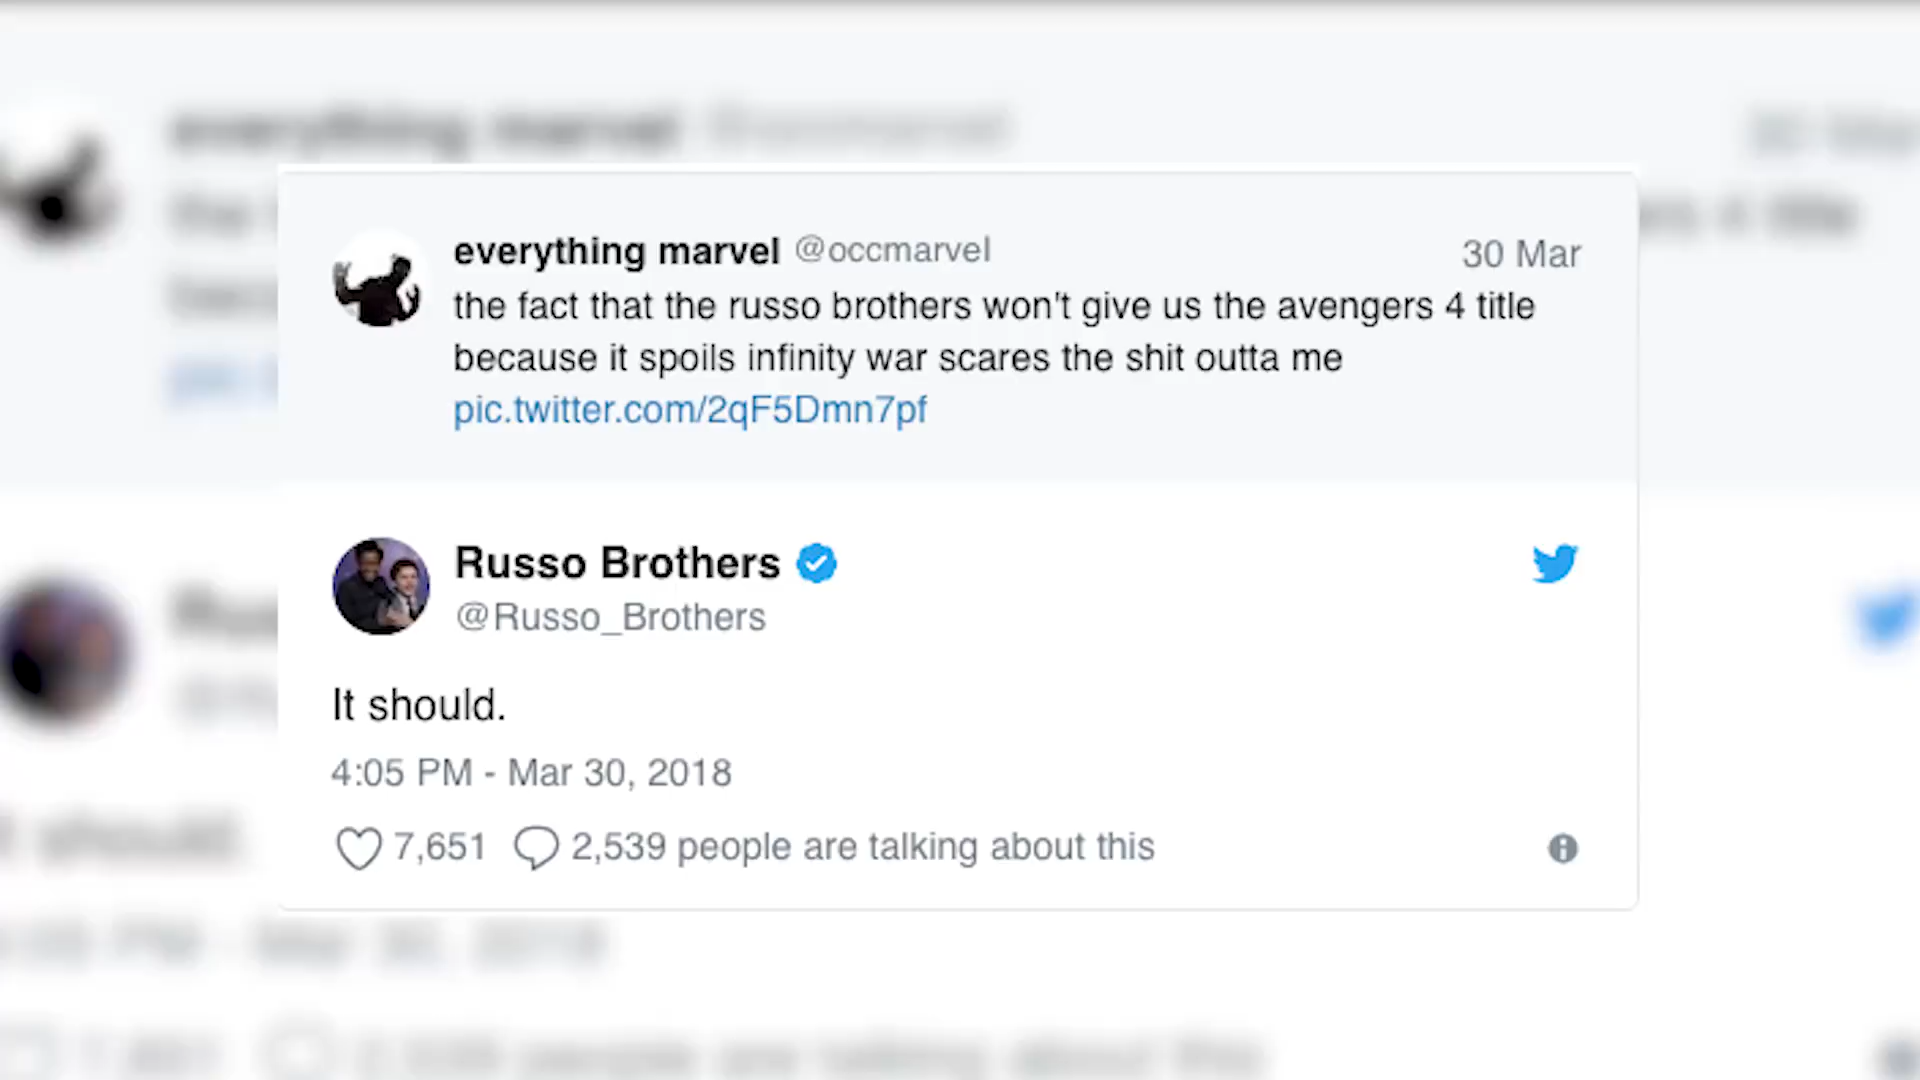 everything marvel @occmarvel 30 Mar
the fact that the russo brothers won't give us the avengers 4 title
because it spoils infinity war scares the shit outta me
pic.twitter.com/2qF5Dmn7pf
Russo Brothers
@Russo_Brothers
It should.
4:05 PM - Mar 30, 2018
7,651 2,539 people are talking about this